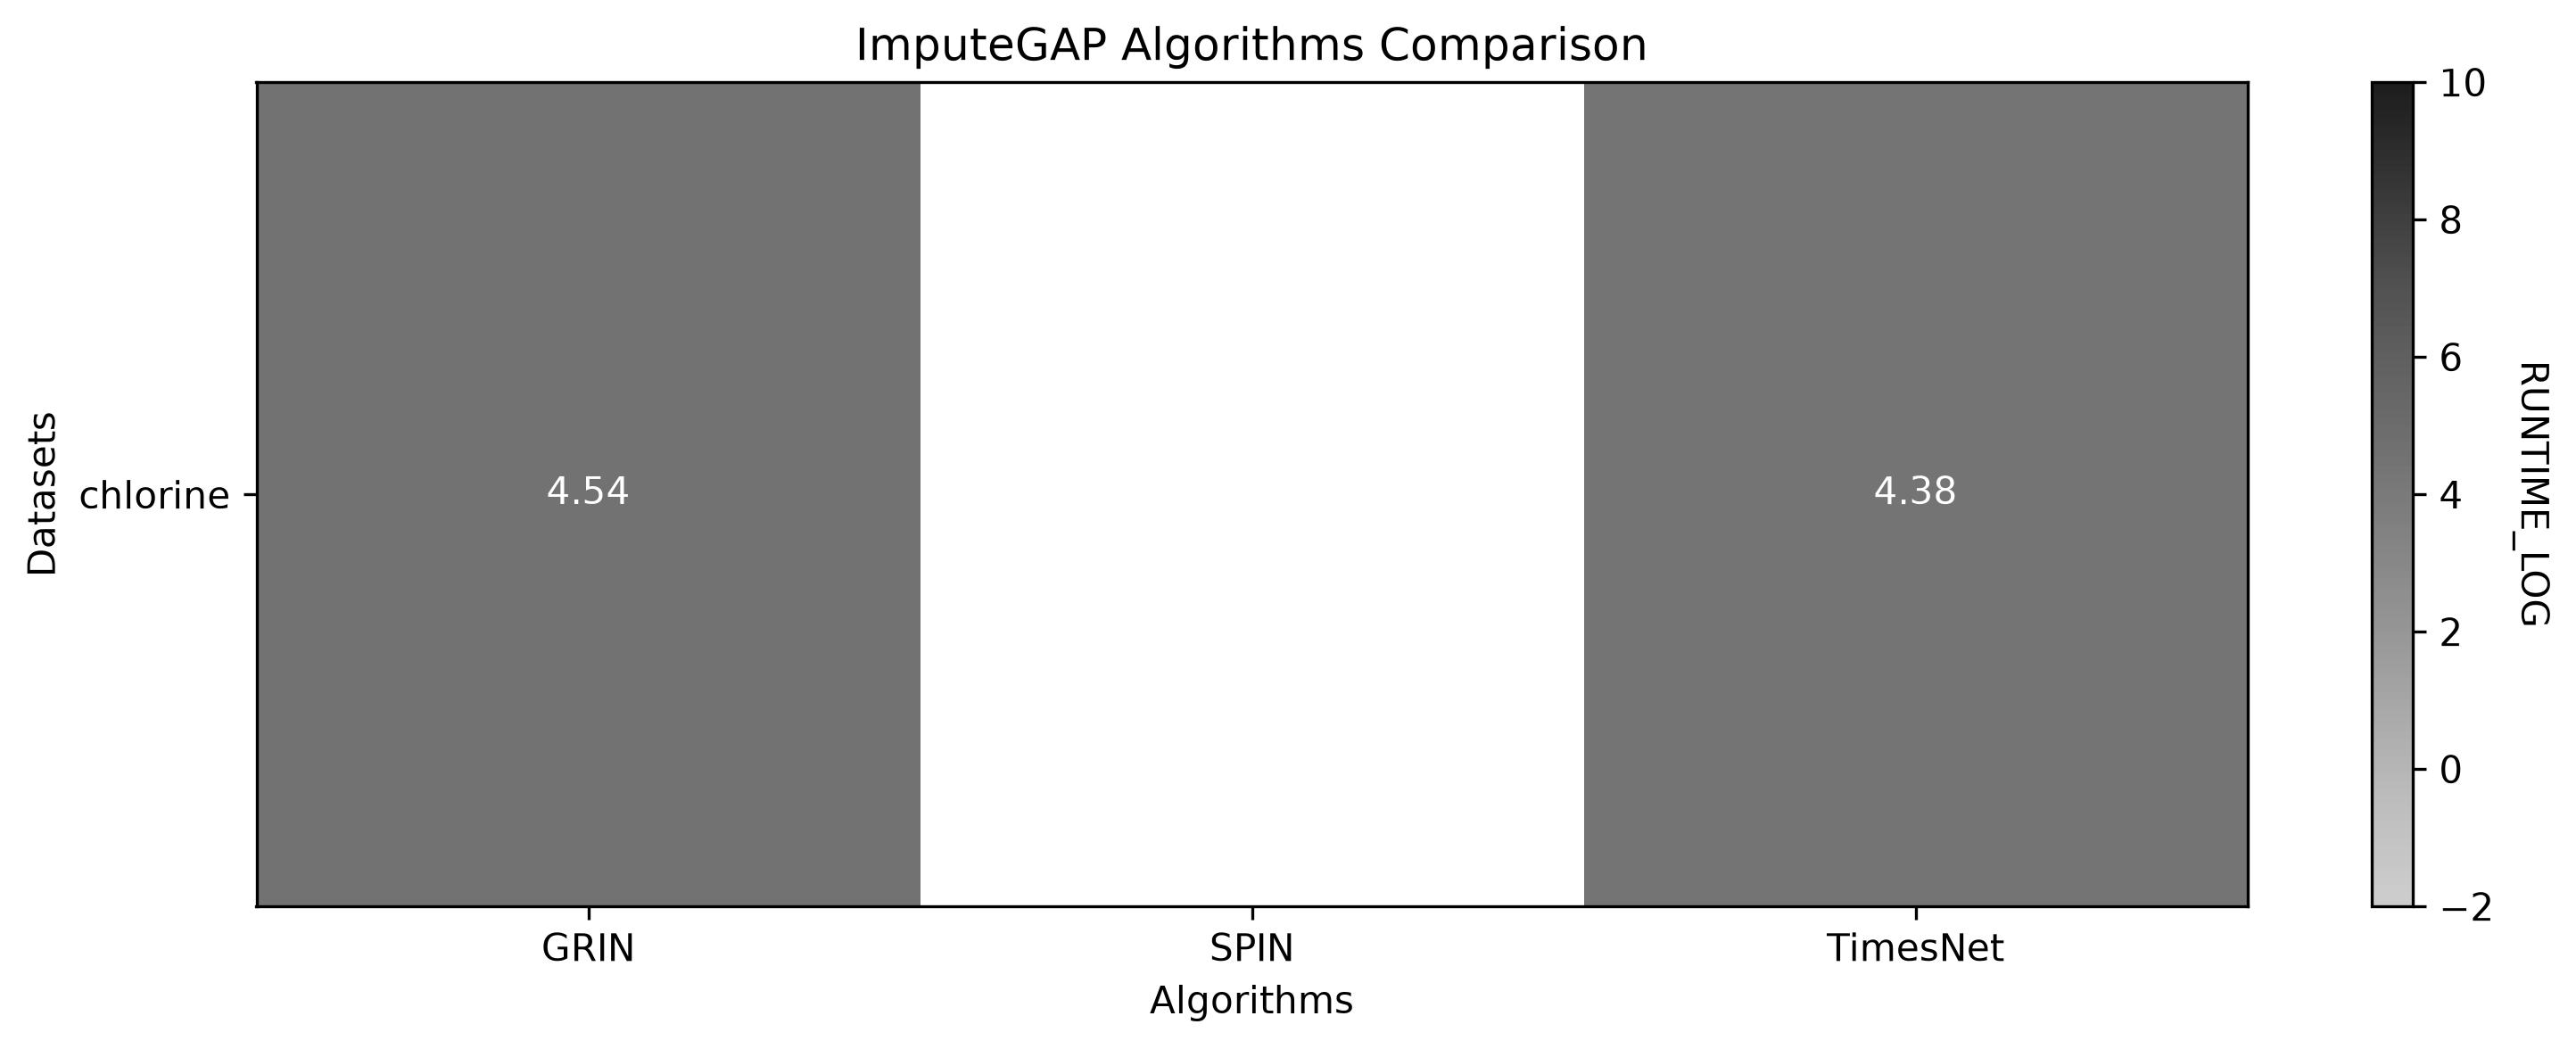 ImputeGAP Algorithms Comparison
Datasets
chlorine
4.54
4.38
GRIN
SPIN
TimesNet
Algorithms
10
8
6
4
2
0
−2
RUNTIME_LOG